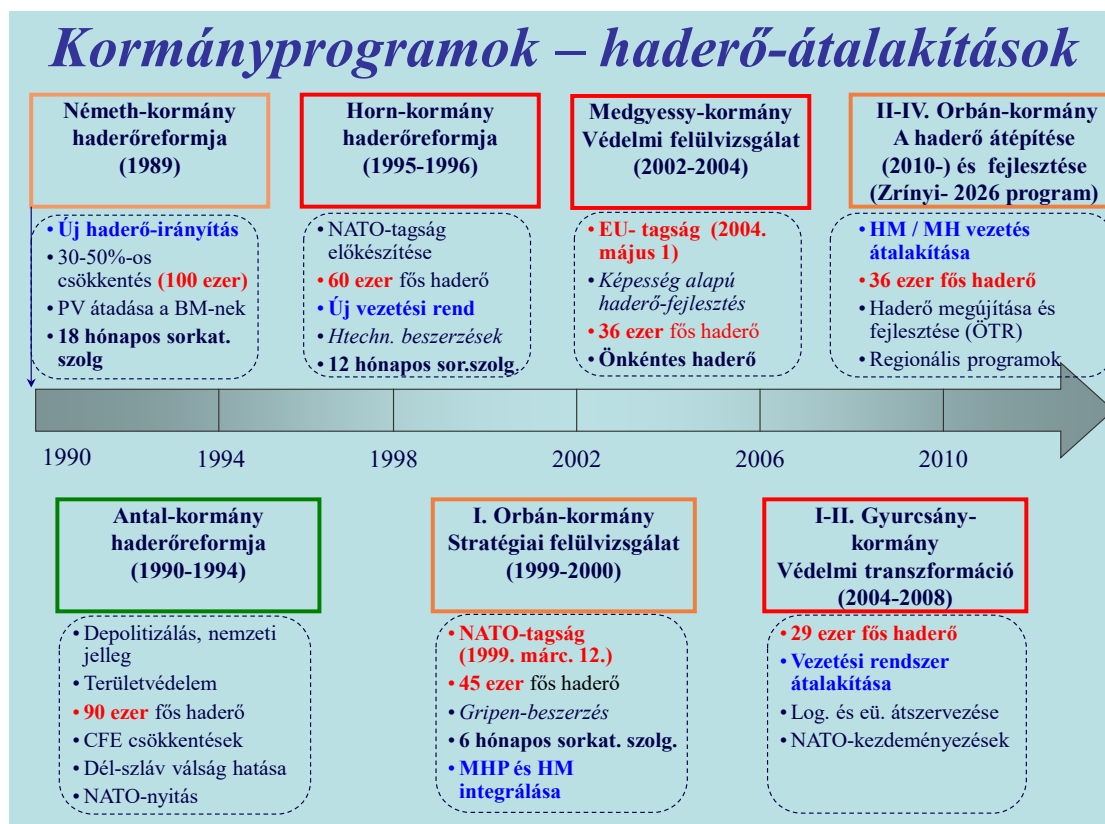 Kormányprogramok – haderő-átalakítások
Németh-kormány
haderőreformja
(1989)
• Új haderő-irányítás
• 30-50%-os
csökkentés (100 ezer)
• PV átadása a BM-nek
• 18 hónapos sorkat.
szolg
Horn-kormány
haderőreformja
(1995-1996)
• NATO-tagság
előkészítése
• 60 ezer fős haderő
• Új vezetési rend
• Htechn. beszerzések
• 12 hónapos sor.szolg.
Medgyessy-kormány
Védelmi felülvizsgálat
(2002-2004)
• EU- tagság (2004.
május 1)
• Képesség alapú
haderő-fejlesztés
• 36 ezer fős haderő
• Önkéntes haderő
II-IV. Orbán-kormány
A haderő átépítése
(2010-) és fejlesztése
(Zrínyi- 2026 program)
• HM / MH vezetés
átalakítása
• 36 ezer fős haderő
• Haderő megújítása és
fejlesztése (ÖTR)
• Regionális programok
1990 1994 1998 2002 2006 2010
Antal-kormány
haderőreformja
(1990-1994)
• Depolitizálás, nemzeti
jelleg
• Területvédelem
• 90 ezer fős haderő
• CFE csökkentések
• Dél-szláv válság hatása
• NATO-nyitás
I. Orbán-kormány
Stratégiai felülvizsgálat
(1999-2000)
• NATO-tagság
(1999. márc. 12.)
• 45 ezer fős haderő
• Gripen-beszerzés
• 6 hónapos sorkat. szolg.
• MHP és HM
integrálása
I-II. Gyurcsány-
kormány
Védelmi transzformáció
(2004-2008)
• 29 ezer fős haderő
• Vezetési rendszer
átalakítása
• Log. és eü. átszervezése
• NATO-kezdeményezések